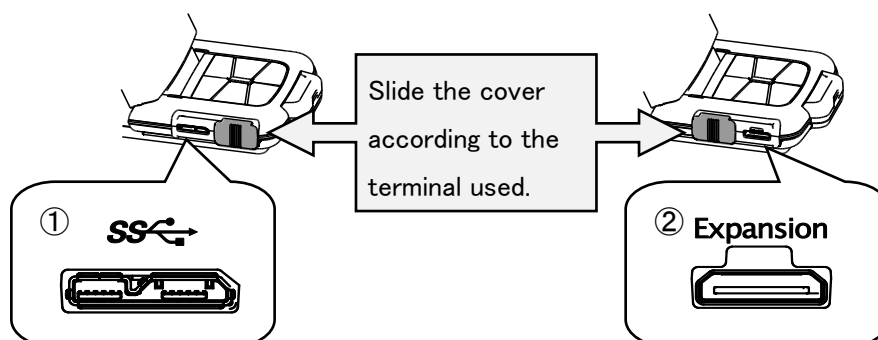 Slide the cover
according to the
terminal used.
① SS
② Expansion